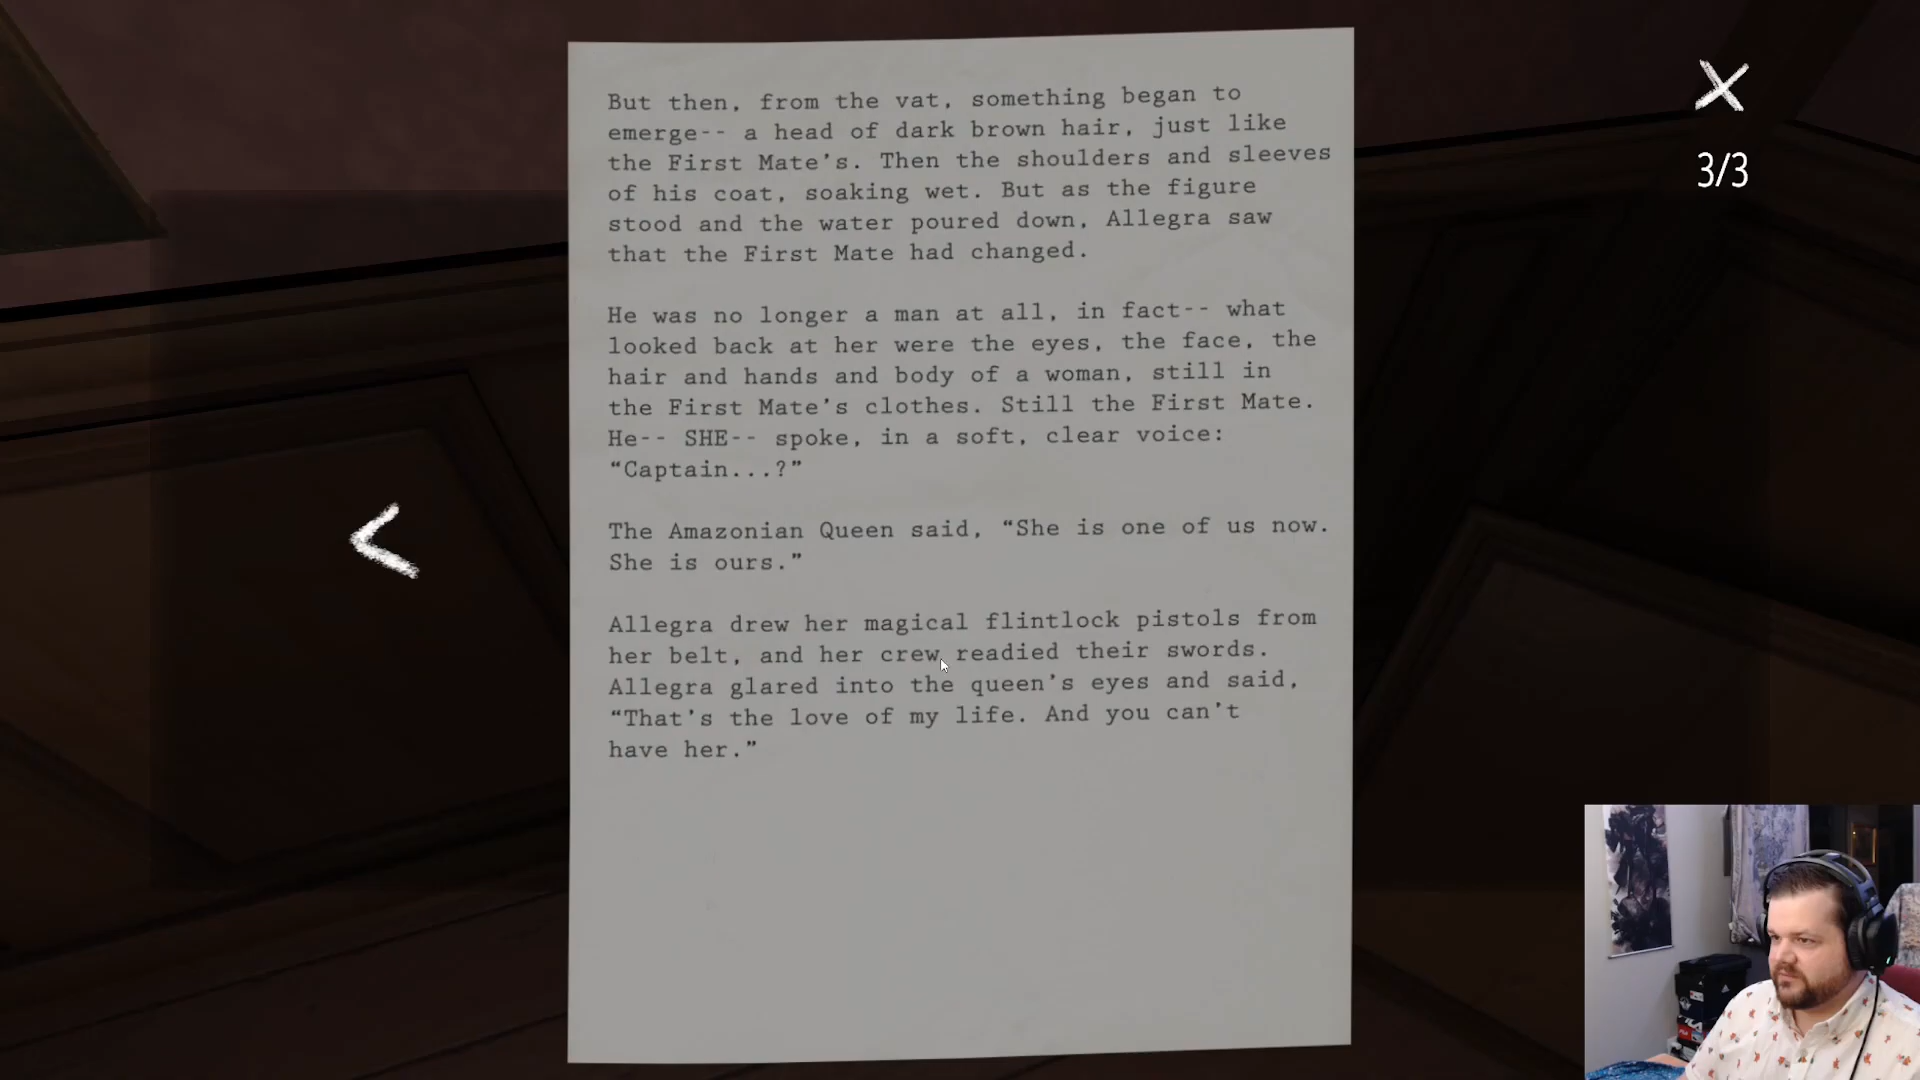 But then, from the vat, something began to
emerge-- a head of dark brown hair, just like
the First Mate's. Then the shoulders and sleeves
of his coat, soaking wet. But as the figure
stood and the water poured down, Allegra saw
that the First Mate had changed.
He was no longer a man at all, in fact-- what
looked back at her were the eyes, the face, the
hair and hands and body of a woman, still in
the First Mate's clothes. Still the First Mate.
He-- SHE-- spoke, in a soft, clear voice:
“Captain...?”
The Amazonian Queen said, “She is one of us now.
She is ours.”
Allegra drew her magical flintlock pistols from
her belt, and her crew readied their swords.
Allegra glared into the queen's eyes and said,
“That's the love of my life. And you can't
have her.”
3/3